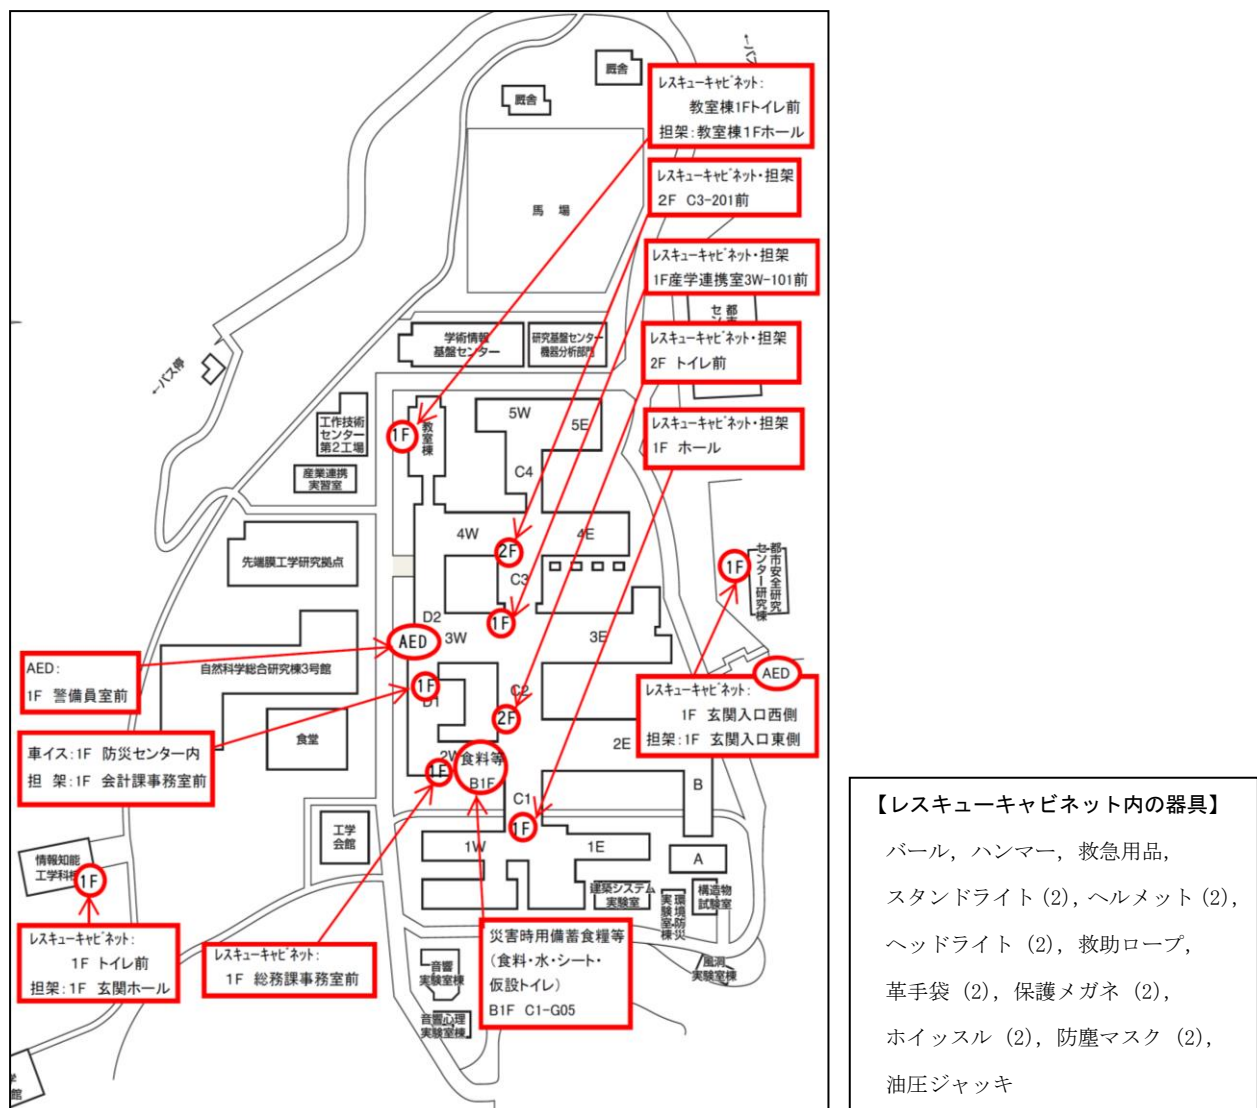 ←バス
厩舎
厩舎
レスキューキャビネット:
教室棟1Fトイレ前
担架:教室棟1Fホール
レスキューキャビネット・担架
2F C3-201前
馬 場
レスキューキャビネット・担架
1F産学連携室3W-101前
レスキューキャビネット・担架
2F トイレ前
レスキューキャビネット・担架
1F ホール
学術情報
基盤センター
研究基盤センター
機器分析部門
←バス停
工作技術
センター
第2工場
産業連携
実習室
1F
教室棟
5W
5E
C4
4W
4E
2F
C3
先端膜工学研究拠点
都市安全研究
センター研究棟
1F
1F
D2
AED
3W
3E
自然科学総合研究棟3号館
AED:
1F 警備員室前
1F
D1
C2
2F
AED
レスキューキャビネット:
1F 玄関入口西側
担架:1F 玄関入口東側
車イス:1F 防災センター内
担 架:1F 会計課事務室前
食堂
2W
1F
食料等
B1F
2E
B
C1
1F
工学
会館
1W
1E
A
情報知能
工学科棟
1F
建築システム
実験室
環境防災
実験室棟
構造物
試験室
レスキューキャビネット:
1F トイレ前
担架:1F 玄関ホール
レスキューキャビネット:
1F 総務課事務室前
音響
実験室棟
音響心理
実験室棟
災害時用備蓄食糧等
(食料・水・シート・
仮設トイレ)
B1F C1-G05
風洞
実験室棟
館
【レスキューキャビネット内の器具】
バール，ハンマー，救急用品，
スタンドライト (2)，ヘルメット (2)，
ヘッドライト (2)，救助ロープ，
革手袋 (2)，保護メガネ (2)，
ホイッスル (2)，防塵マスク (2)，
油圧ジャッキ